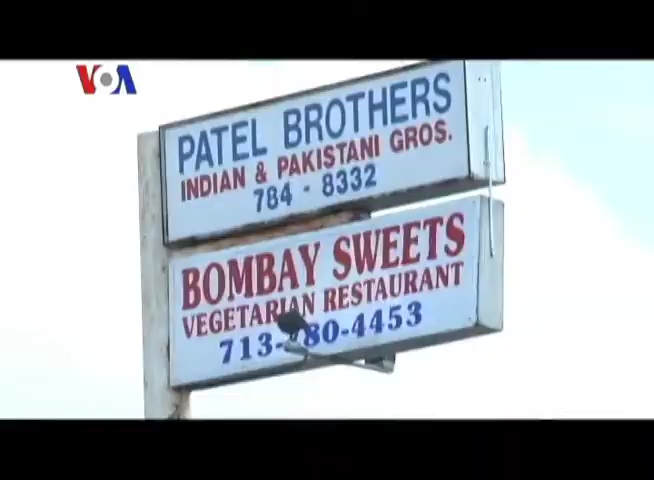 VOA
PATEL BROTHERS
INDIAN & PAKISTANI GROS.
784 - 8332
BOMBAY SWEETS
VEGETARIAN RESTAURANT